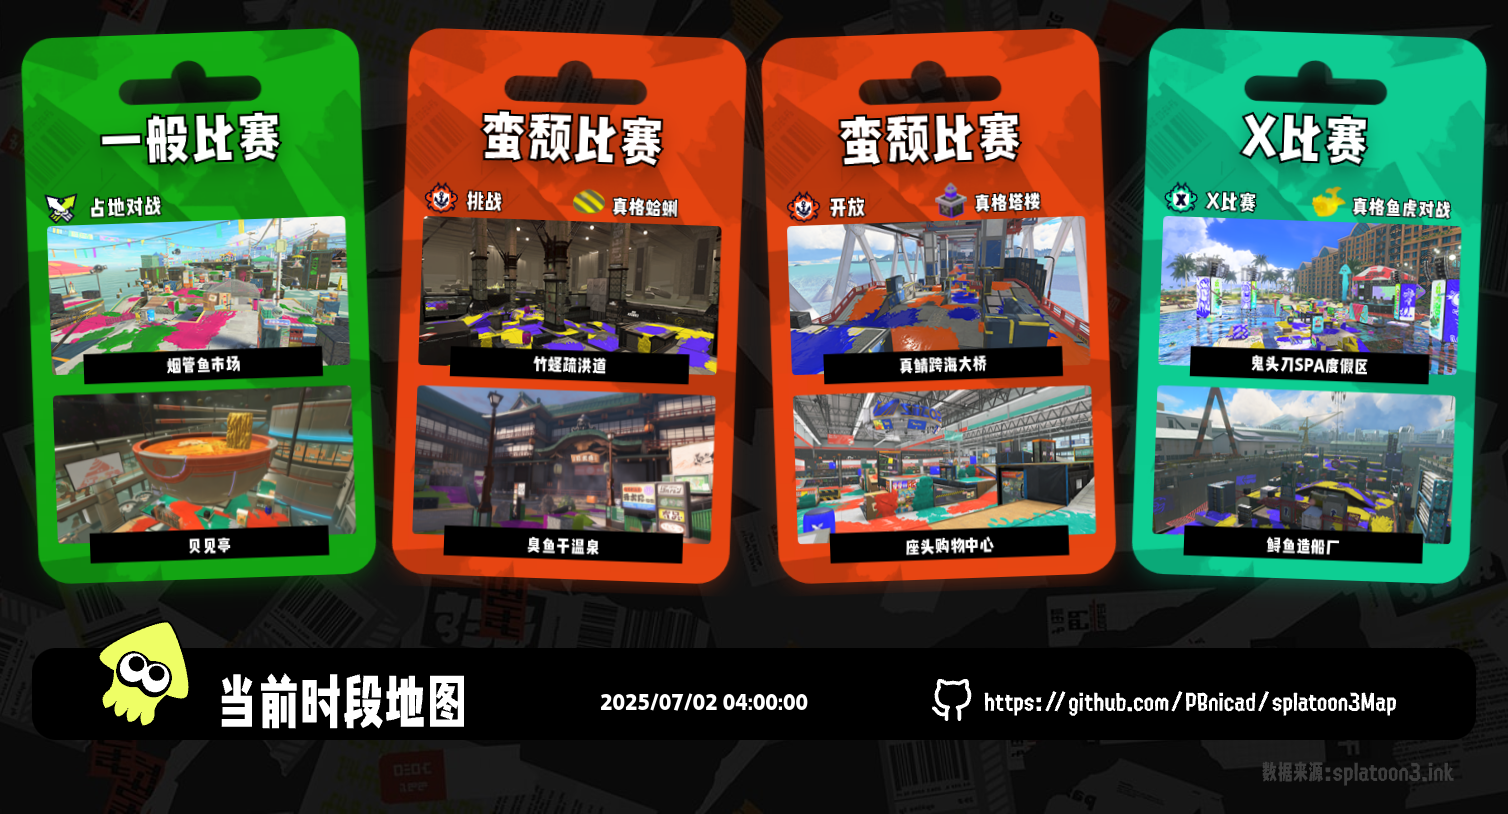 一般比赛
占地对战
烟管鱼市场
贝见亭
蛮颓比赛
挑战
真格蛤蜊
竹蛏疏洪道
臭鱼干温泉
蛮颓比赛
开放
真格塔楼
真鲷跨海大桥
座头购物中心
X比赛
X比赛
真格鱼虎对战
鬼头刀SPA度假区
鲟鱼造船厂
当前时段地图
2025/07/02 04:00:00
https://github.com/PBnicad/splatoon3Map
数据来源:splatoon3.ink